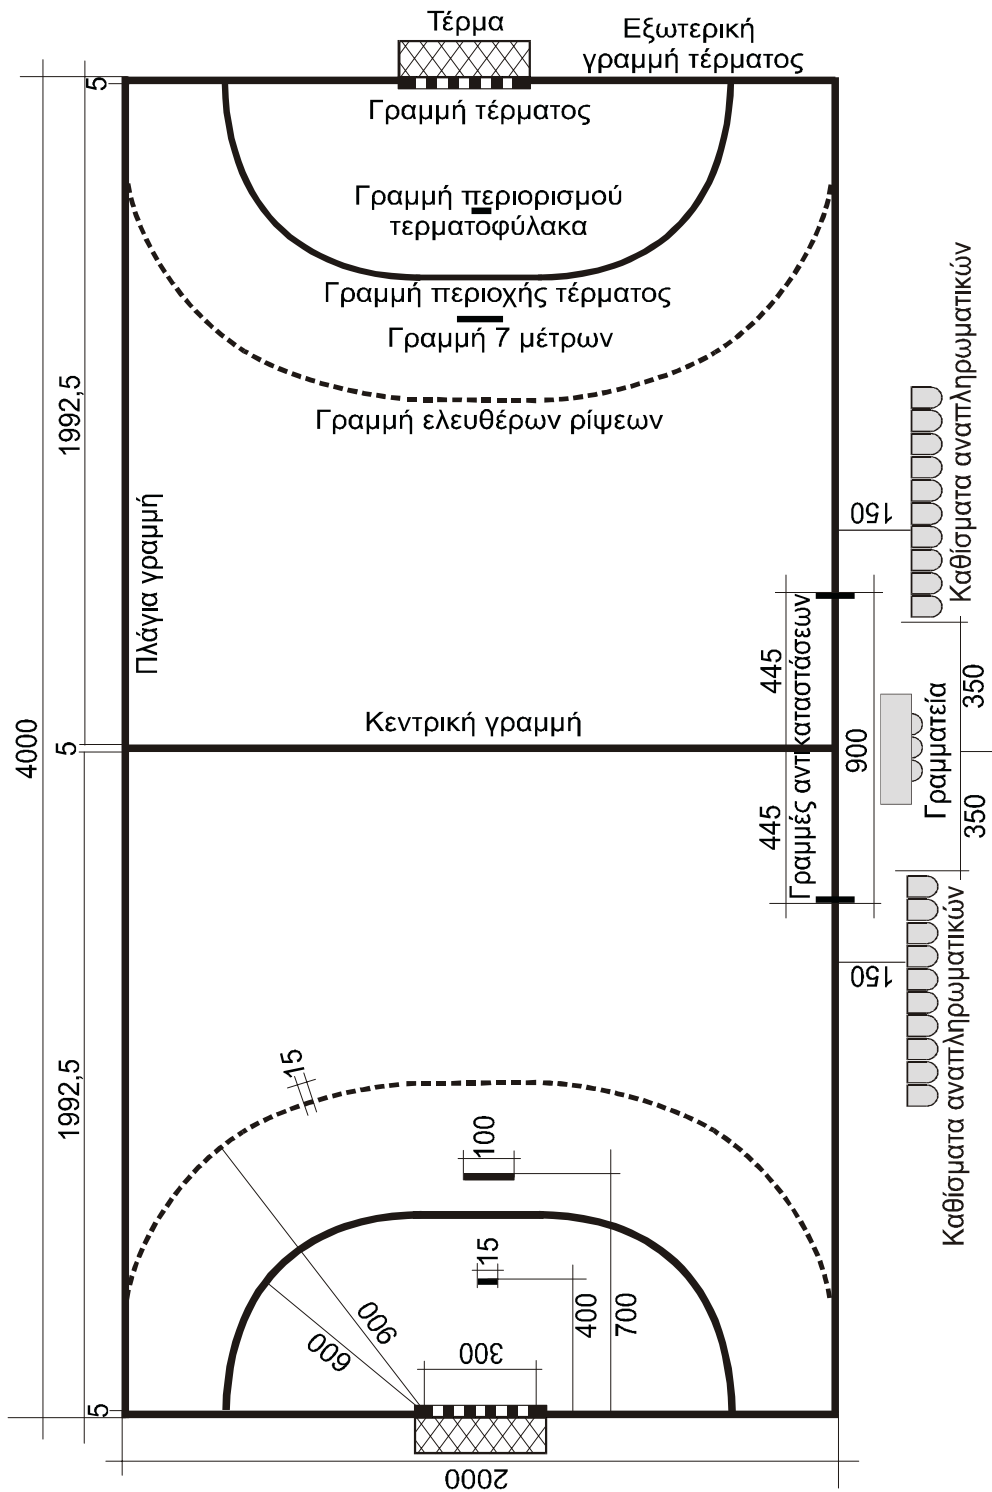 Τέρμα
Εξωτερική
γραμμή τέρματος
5
Γραμμή τέρματος
Γραμμή περιορισμού
τερματοφύλακα
Γραμμή περιοχής τέρματος
Γραμμή 7 μέτρων
Γραμμή ελευθέρων ρίψεων
1992,5
Πλάγια γραμμή
Καθίσματα αναπληρωματικών
150
Γραμμές αντικαταστάσεων
445
350
Κεντρική γραμμή
4000
5
900
Γραμματεία
445
350
Καθίσματα αναπληρωματικών
150
1992,5
15
100
15
400
700
900
600
300
5
2000